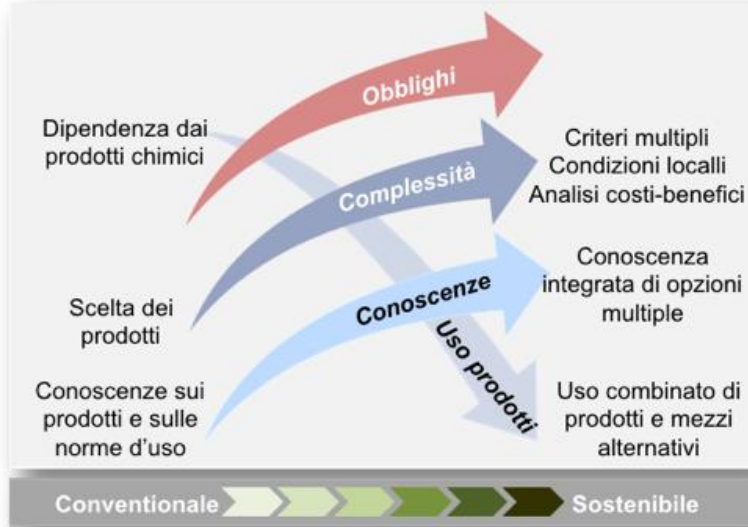 Obblighi
Dipendenza dai
prodotti chimici
Criteri multipli
Condizioni localli
Analisi costi-benefici
Complessità
Conoscenza
integrata di opzioni
multiple
Scelta dei
prodotti
Conoscenze
Uso prodotti
Conoscenze sui
prodotti e sulle
norme d'uso
Uso combinato di
prodotti e mezzi
alternativi
Conventionale
Sostenibile